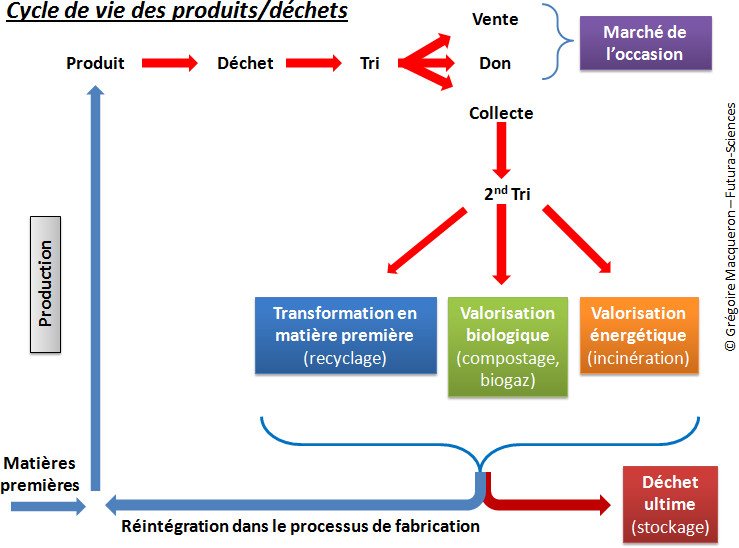 Cycle de vie des produits/déchets
Produit
Déchet
Tri
Vente
Don
Collecte
Marché de
l'occasion
2nd Tri
Transformation en
matière première
(recyclage)
Valorisation
biologique
(compostage,
biogaz)
Valorisation
énergétique
(incinération)
Production
Matières
premières
Réintégration dans le processus de fabrication
Déchet
ultime
(stockage)
© Grégoire Macqueron – Futura-Sciences